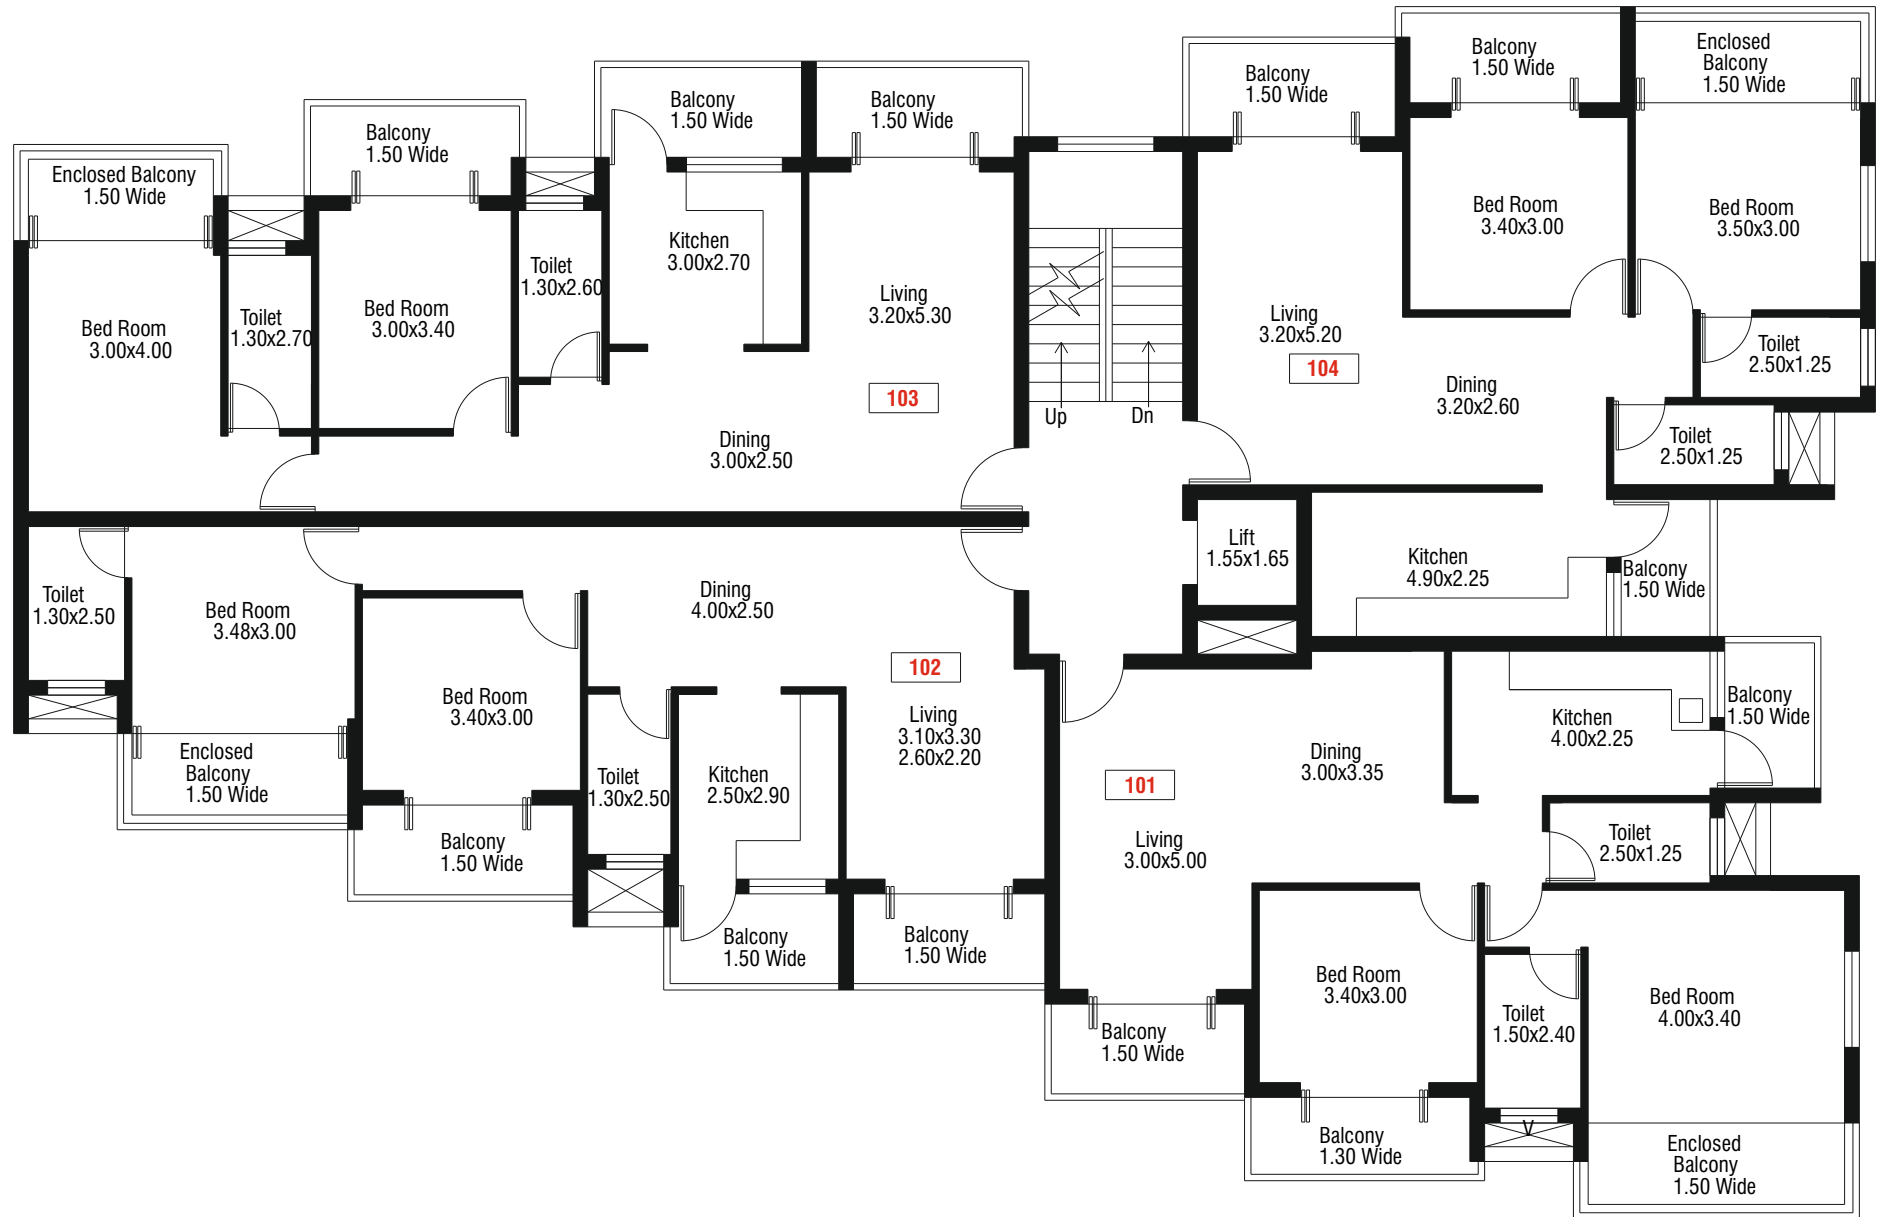 Enclosed Balcony
1.50 Wide
Balcony
1.50 Wide
Balcony
1.50 Wide
Balcony
1.50 Wide
Bed Room
3.00x4.00
Toilet
1.30x2.70
Bed Room
3.00x3.40
Toilet
1.30x2.60
Kitchen
3.00x2.70
Living
3.20x5.30
103
Dining
3.00x2.50
Up
Dn
Balcony
1.50 Wide
Balcony
1.50 Wide
Enclosed
Balcony
1.50 Wide
Bed Room
3.40x3.00
Bed Room
3.50x3.00
Living
3.20x5.20
104
Dining
3.20x2.60
Toilet
2.50x1.25
Toilet
2.50x1.25
Lift
1.55x1.65
Kitchen
4.90x2.25
Balcony
1.50 Wide
Toilet
1.30x2.50
Bed Room
3.48x3.00
Dining
4.00x2.50
102
Bed Room
3.40x3.00
Living
3.10x3.30
2.60x2.20
Enclosed
Balcony
1.50 Wide
Toilet
1.30x2.50
Kitchen
2.50x2.90
Balcony
1.50 Wide
Balcony
1.50 Wide
Balcony
1.50 Wide
Kitchen
4.00x2.25
Balcony
1.50 Wide
Dining
3.00x3.35
101
Living
3.00x5.00
Toilet
2.50x1.25
Bed Room
3.40x3.00
Toilet
1.50x2.40
Bed Room
4.00x3.40
Balcony
1.50 Wide
V
Balcony
1.30 Wide
Enclosed
Balcony
1.50 Wide